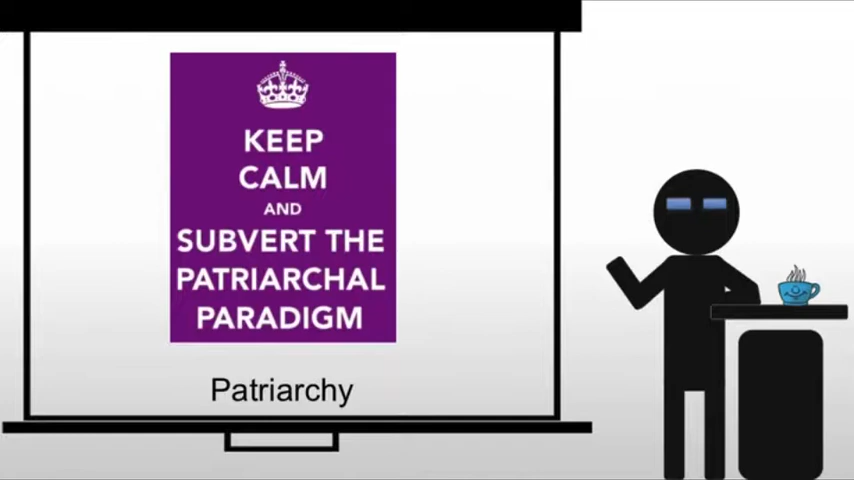 KEEP
CALM
AND
SUBVERT THE
PATRIARCHAL
PARADIGM
Patriarchy